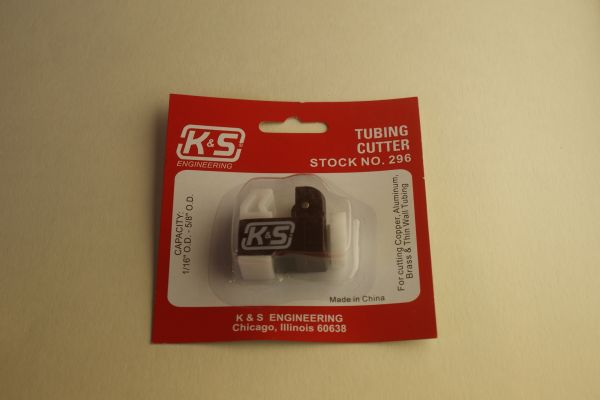 K&S
ENGINEERING
TUBING
CUTTER
STOCK NO. 296
CAPACITY:
1/16" O.D. - 5/8" O.D.
K&S
For cutting Copper, Aluminum,
Brass & Thin Wall Tubing
Made in China
K & S ENGINEERING
Chicago, Illinois 60638